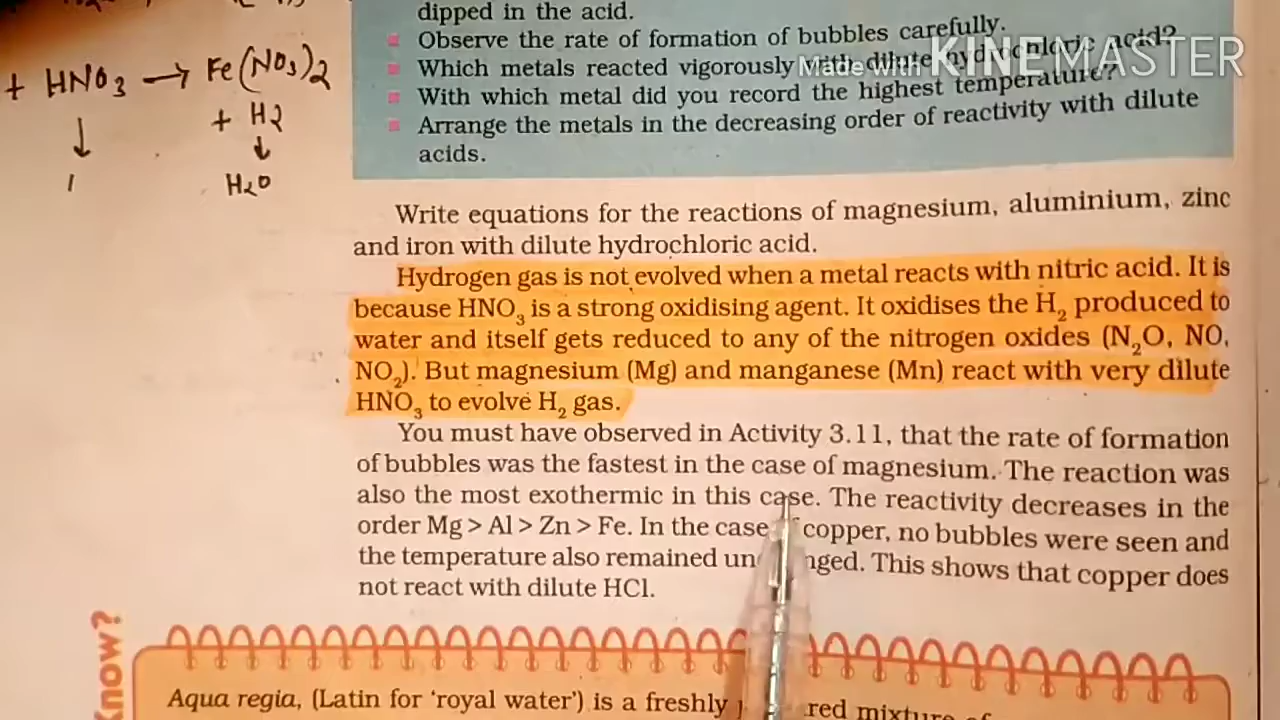 dipped in the acid.
Observe the rate of formation of bubbles carefully.
Which metals reacted vigorously with dilute hydrochloric acid?
Made with KINEMASTER
With which metal did you record the highest temperature?
Arrange the metals in the decreasing order of reactivity with dilute
acids.
+ HNO₃ → Fe(NO₃)₂
+ H₂
↓ ↓
H₂O
Write equations for the reactions of magnesium, aluminium, zinc
and iron with dilute hydrochloric acid.
Hydrogen gas is not evolved when a metal reacts with nitric acid. It is
because HNO₃ is a strong oxidising agent. It oxidises the H₂ produced to
water and itself gets reduced to any of the nitrogen oxides (N₂O, NO,
NO₂). But magnesium (Mg) and manganese (Mn) react with very dilute
HNO₃ to evolve H₂ gas.
You must have observed in Activity 3.11, that the rate of formation
of bubbles was the fastest in the case of magnesium. The reaction was
also the most exothermic in this case. The reactivity decreases in the
order Mg > Al > Zn > Fe. In the case copper, no bubbles were seen and
the temperature also remained un nged. This shows that copper does
not react with dilute HCl.
Know?
Aqua regia, (Latin for 'royal water') is a freshly red mixture of